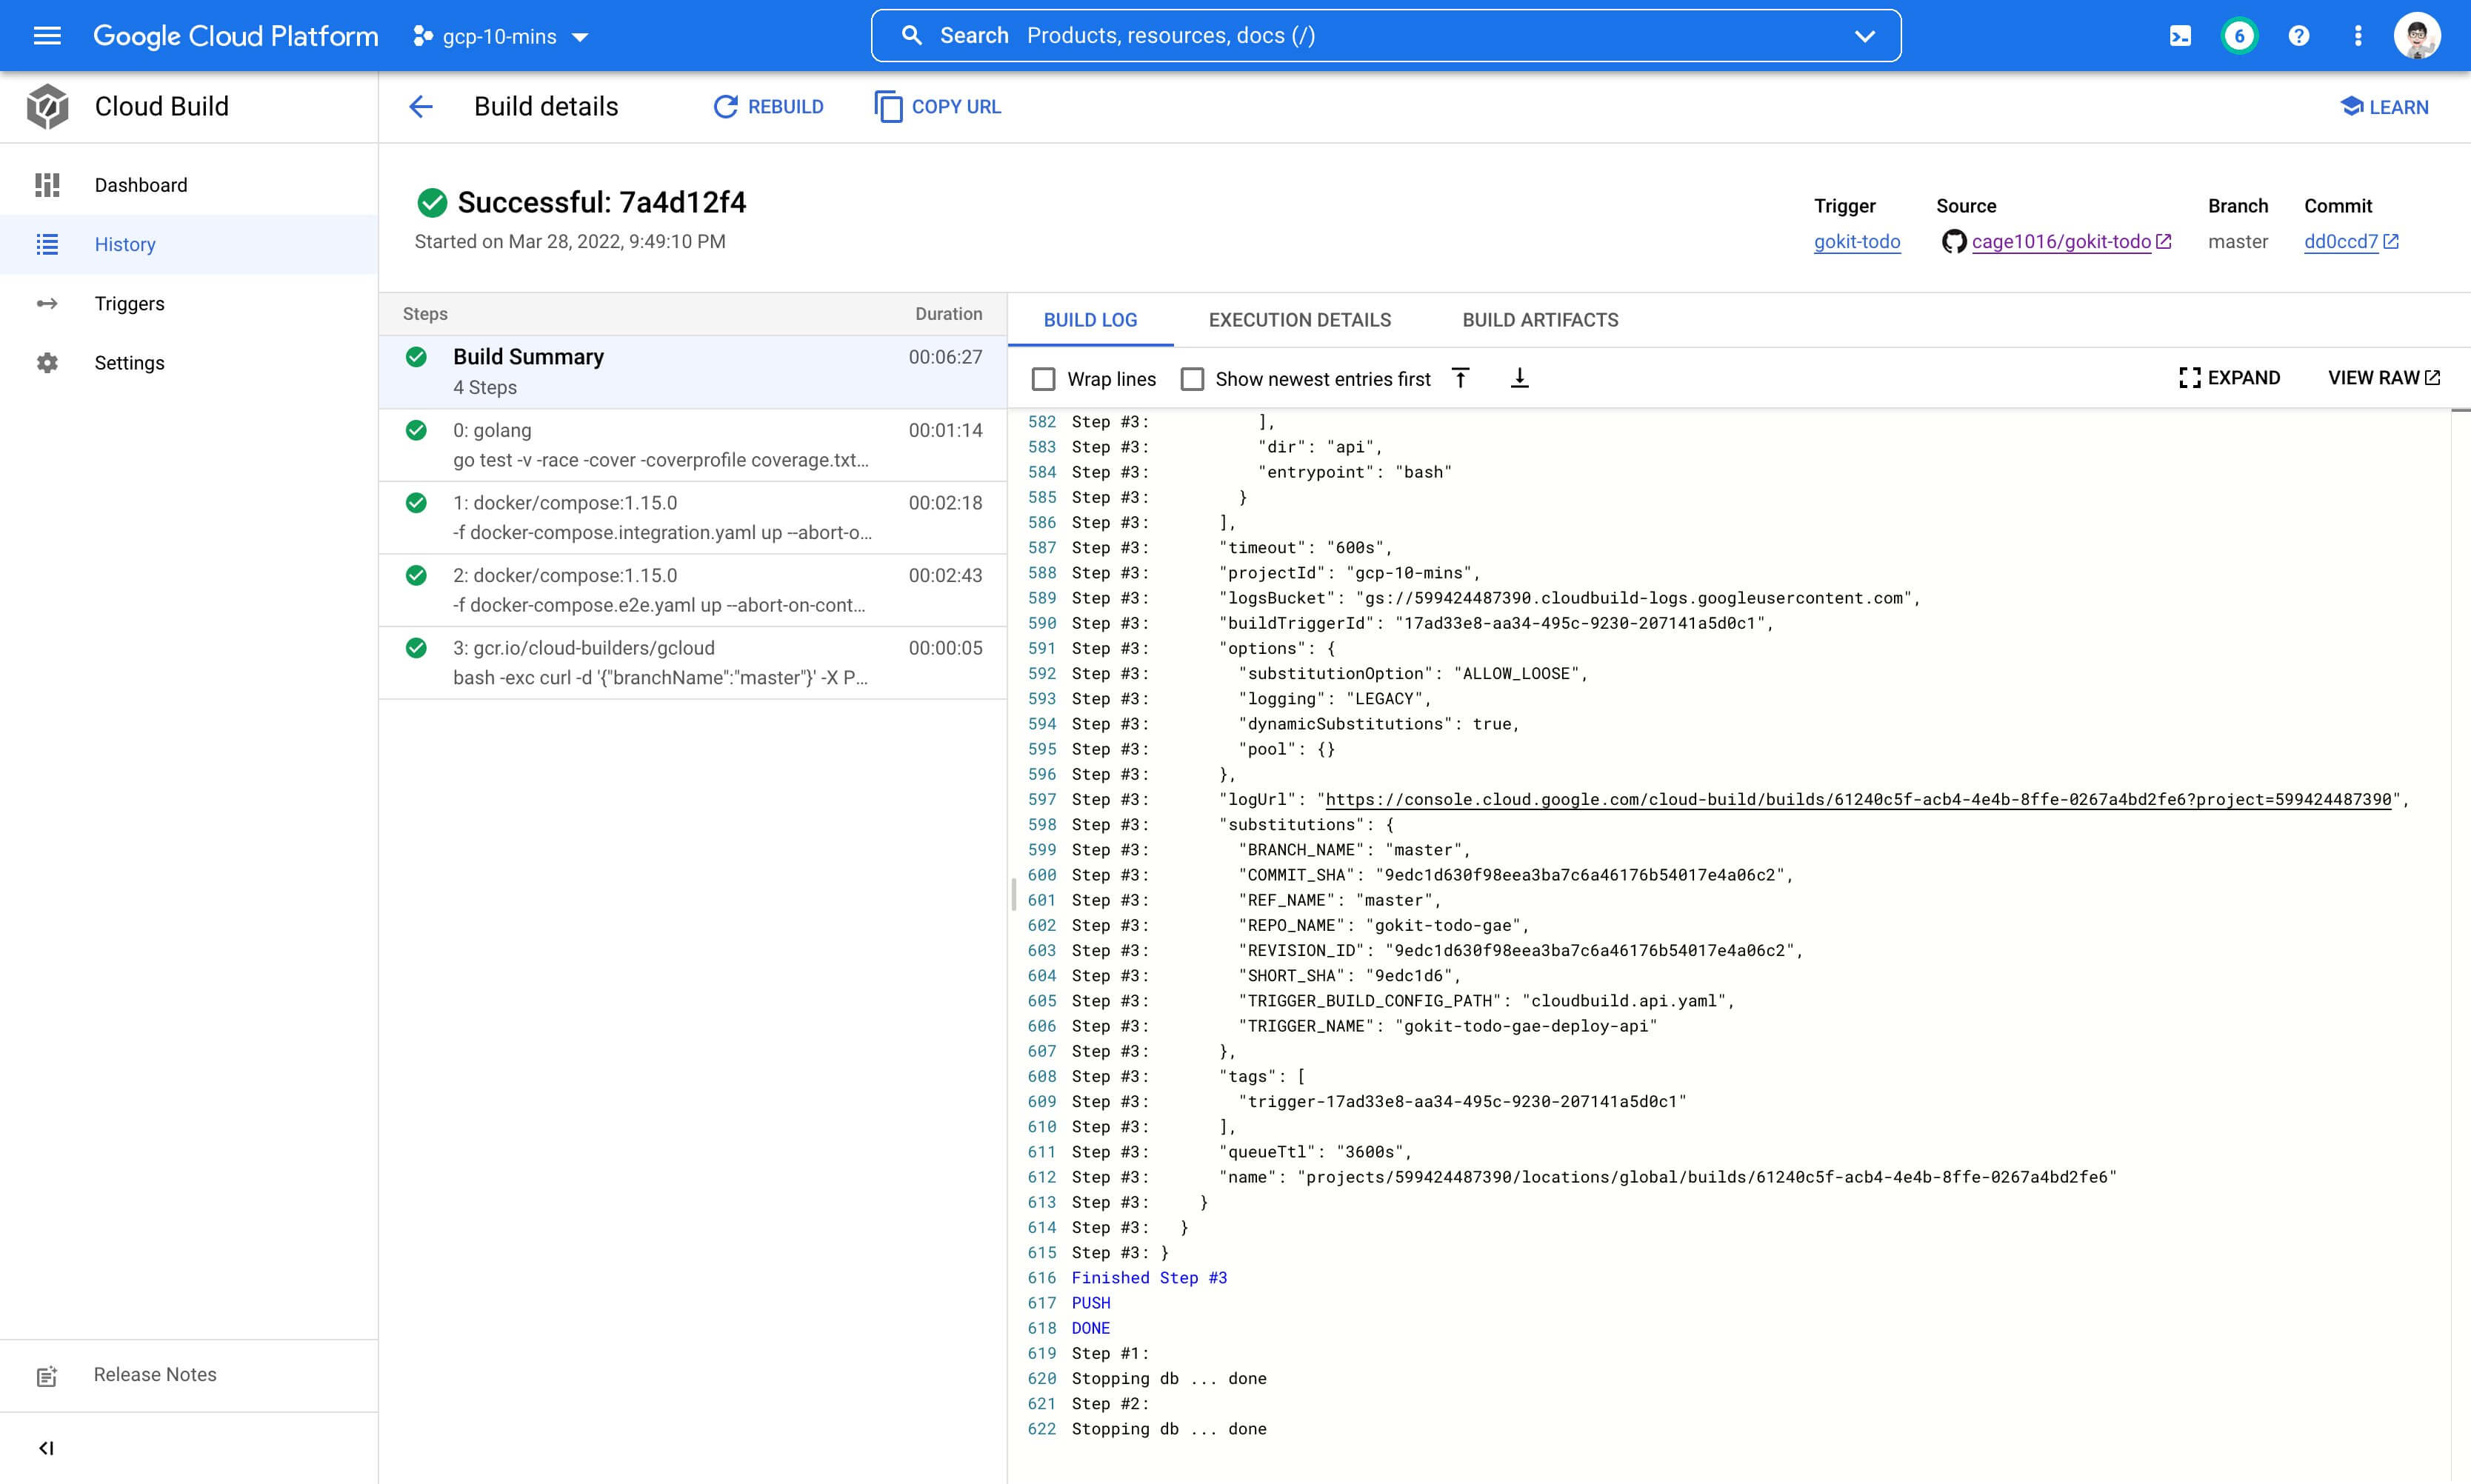 Google Cloud Platform
gcp-10-mins
Search Products, resources, docs (/)
6
Cloud Build
Build details
REBUILD
COPY URL
LEARN
Dashboard
History
Triggers
Settings
Release Notes
Successful: 7a4d12f4
Started on Mar 28, 2022, 9:49:10 PM
Trigger
gokit-todo
Source
cage1016/gokit-todo
Branch
master
Commit
dd0ccd7
Steps Duration
Build Summary 00:06:27
4 Steps
0: golang 00:01:14
go test -v -race -cover -coverprofile coverage.txt...
1: docker/compose:1.15.0 00:02:18
-f docker-compose.integration.yaml up --abort-o...
2: docker/compose:1.15.0 00:02:43
-f docker-compose.e2e.yaml up --abort-on-cont...
3: gcr.io/cloud-builders/gcloud 00:00:05
bash -exc curl -d '{"branchName":"master"}' -X P...
BUILD LOG EXECUTION DETAILS BUILD ARTIFACTS
Wrap lines Show newest entries first EXPAND VIEW RAW
582 Step #3: ],
583 Step #3: "dir": "api",
584 Step #3: "entrypoint": "bash"
585 Step #3: }
586 Step #3: ],
587 Step #3: "timeout": "600s",
588 Step #3: "projectId": "gcp-10-mins",
589 Step #3: "logsBucket": "gs://599424487390.cloudbuild-logs.googleusercontent.com",
590 Step #3: "buildTriggerId": "17ad33e8-aa34-495c-9230-207141a5d0c1",
591 Step #3: "options": {
592 Step #3: "substitutionOption": "ALLOW_LOOSE",
593 Step #3: "logging": "LEGACY",
594 Step #3: "dynamicSubstitutions": true,
595 Step #3: "pool": {}
596 Step #3: },
597 Step #3: "logUrl": "https://console.cloud.google.com/cloud-build/builds/61240c5f-acb4-4e4b-8ffe-0267a4bd2fe6?project=599424487390",
598 Step #3: "substitutions": {
599 Step #3: "BRANCH_NAME": "master",
600 Step #3: "COMMIT_SHA": "9edc1d630f98eea3ba7c6a46176b54017e4a06c2",
601 Step #3: "REF_NAME": "master",
602 Step #3: "REPO_NAME": "gokit-todo-gae",
603 Step #3: "REVISION_ID": "9edc1d630f98eea3ba7c6a46176b54017e4a06c2",
604 Step #3: "SHORT_SHA": "9edc1d6",
605 Step #3: "TRIGGER_BUILD_CONFIG_PATH": "cloudbuild.api.yaml",
606 Step #3: "TRIGGER_NAME": "gokit-todo-gae-deploy-api"
607 Step #3: },
608 Step #3: "tags": [
609 Step #3: "trigger-17ad33e8-aa34-495c-9230-207141a5d0c1"
610 Step #3: ],
611 Step #3: "queueTtl": "3600s",
612 Step #3: "name": "projects/599424487390/locations/global/builds/61240c5f-acb4-4e4b-8ffe-0267a4bd2fe6"
613 Step #3: }
614 Step #3: }
615 Step #3: }
616 Finished Step #3
617 PUSH
618 DONE
619 Step #1:
620 Stopping db ... done
621 Step #2:
622 Stopping db ... done